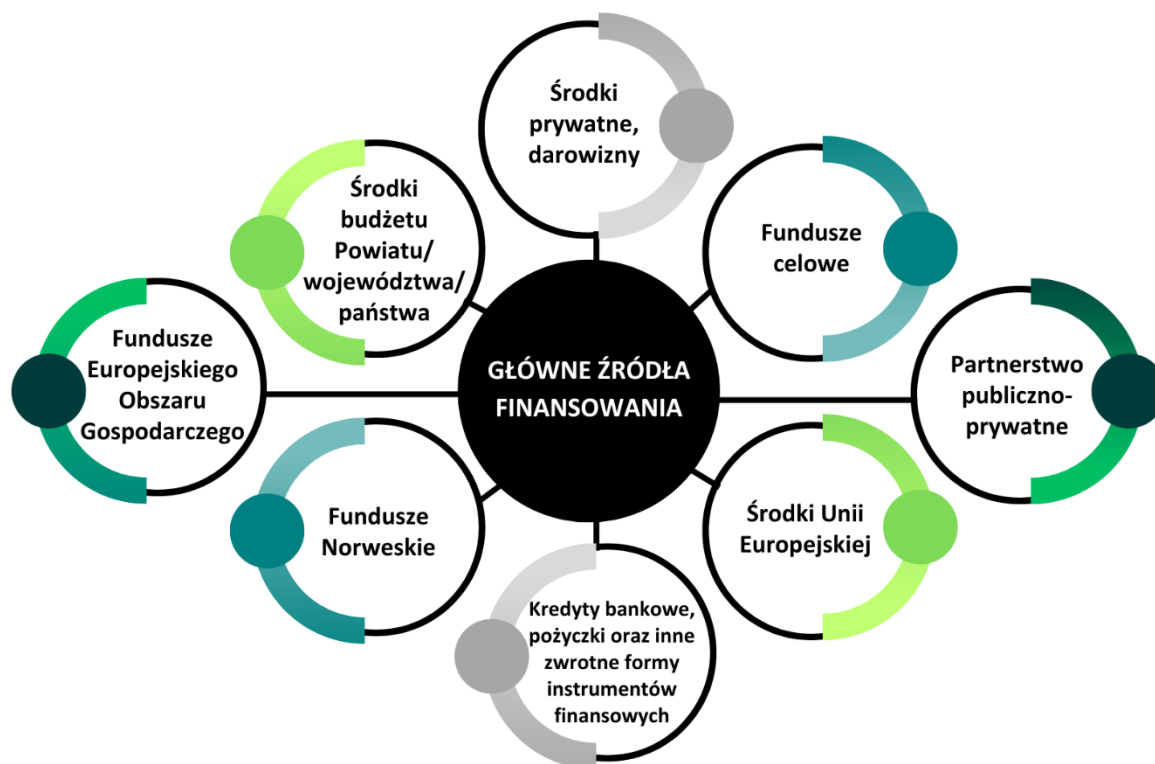 Środki
prywatne,
darowizny
Środki
budżetu
Powiatu/
województwa/
państwa
Fundusze
celowe
Fundusze
Europejskiego
Obszaru
Gospodarczego
GŁÓWNE ŹRÓDŁA
FINANSOWANIA
Partnerstwo
publiczno-
prywatne
Fundusze
Norweskie
Środki Unii
Europejskiej
Kredyty bankowe,
pożyczki oraz inne
zwrotne formy
instrumentów
finansowych